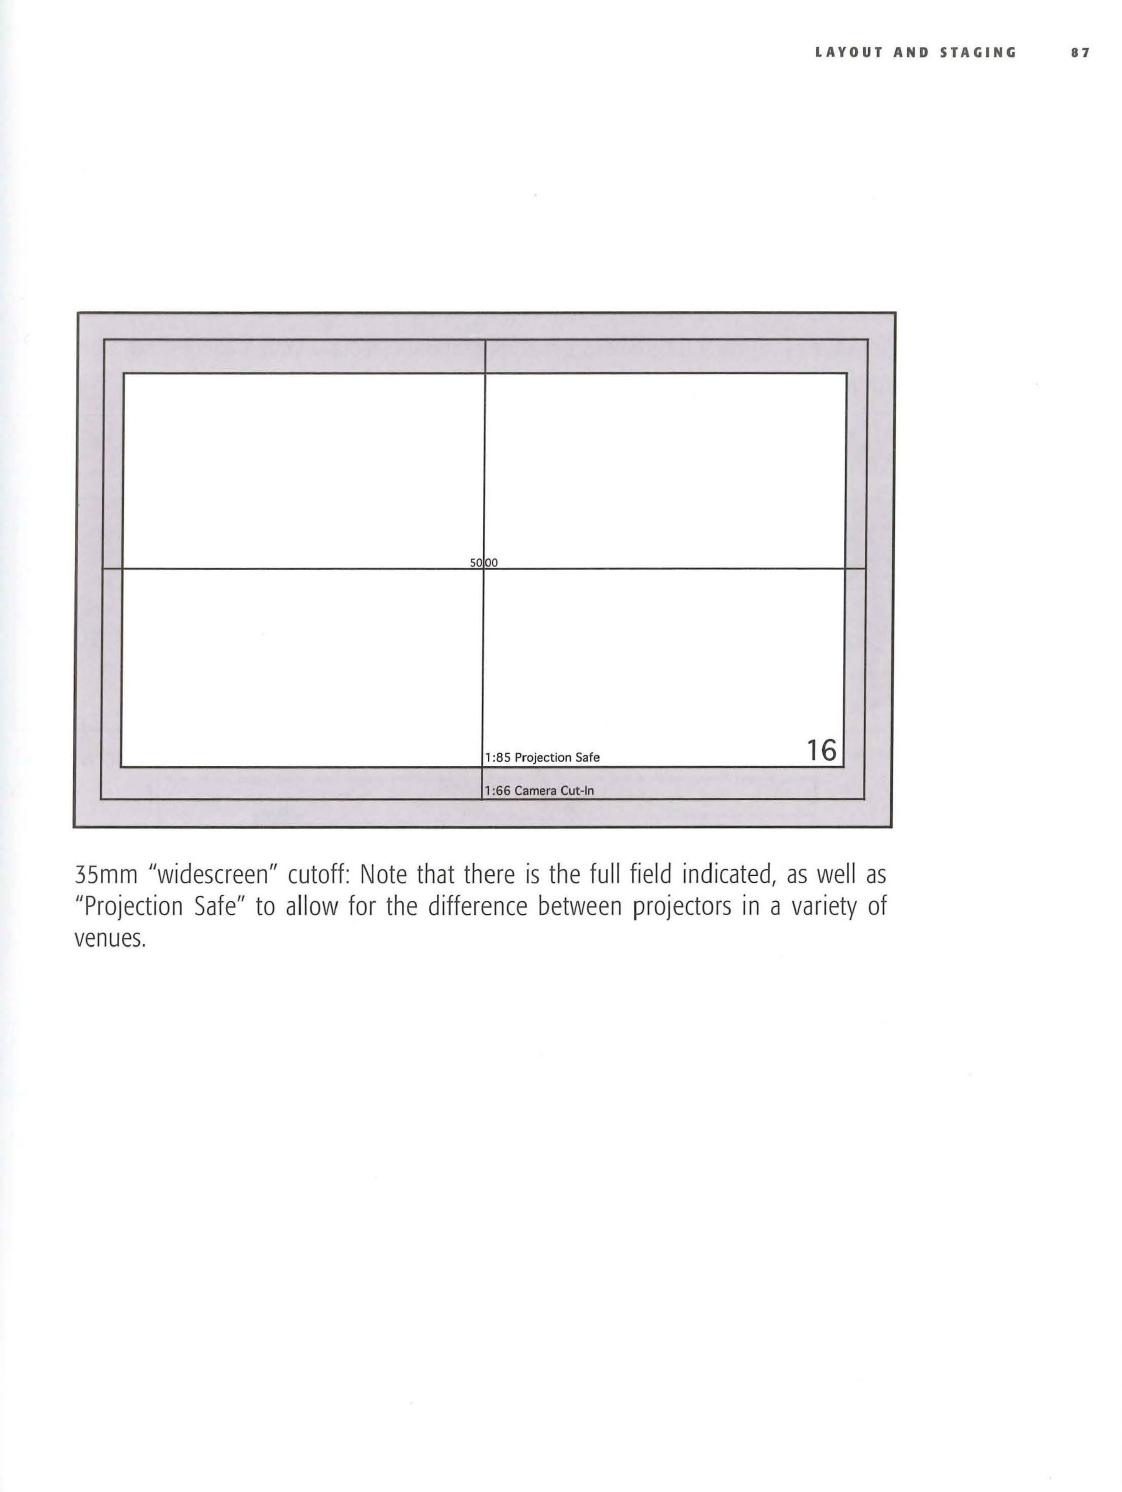 LAYOUT AND STAGING 87
5000
1:85 Projection Safe
16
1:66 Camera Cut-In
35mm “widescreen” cutoff: Note that there is the full field indicated, as well as
“Projection Safe” to allow for the difference between projectors in a variety of
venues.